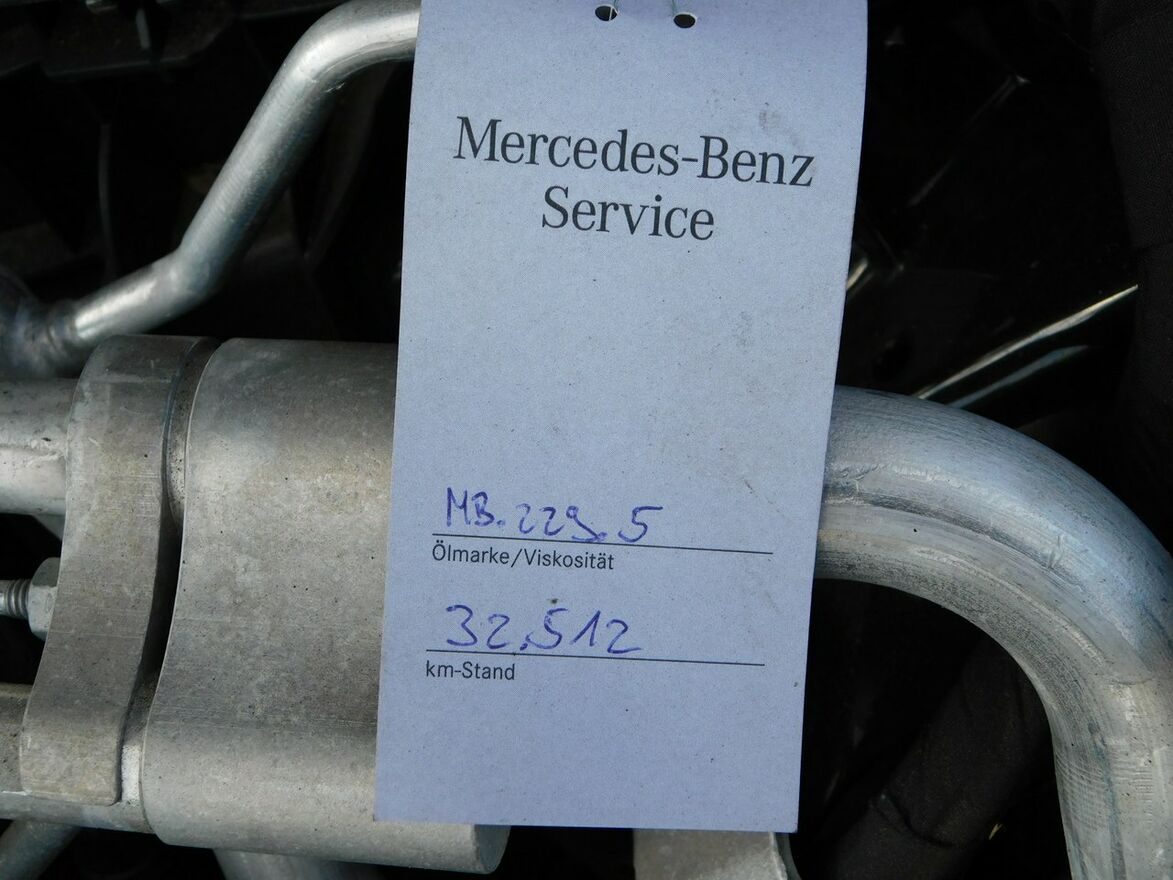 Mercedes-Benz
Service
MB.229.5
Ölmarke/Viskosität
32.512
km-Stand